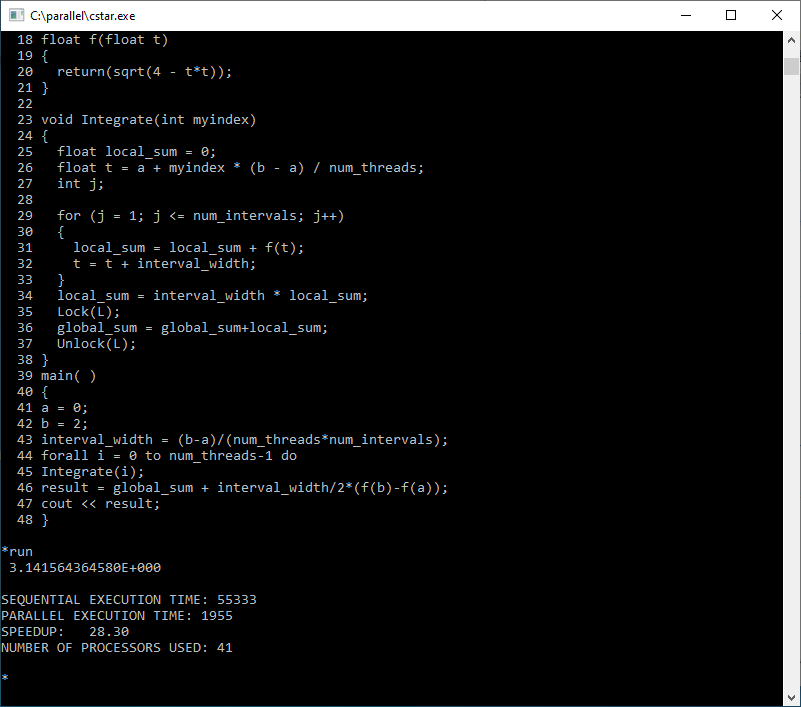 C:\parallel\cstar.exe
18 float f(float t)
19 {
20   return(sqrt(4 - t*t));
21 }
22
23 void Integrate(int myindex)
24 {
25   float local_sum = 0;
26   float t = a + myindex * (b - a) / num_threads;
27   int j;
28
29   for (j = 1; j <= num_intervals; j++)
30   {
31     local_sum = local_sum + f(t);
32     t = t + interval_width;
33   }
34   local_sum = interval_width * local_sum;
35   Lock(L);
36   global_sum = global_sum+local_sum;
37   Unlock(L);
38 }
39 main( )
40 {
41 a = 0;
42 b = 2;
43 interval_width = (b-a)/(num_threads*num_intervals);
44 forall i = 0 to num_threads-1 do
45 Integrate(i);
46 result = global_sum + interval_width/2*(f(b)-f(a));
47 cout << result;
48 }
*run
3.141564364580E+000
SEQUENTIAL EXECUTION TIME: 55333
PARALLEL EXECUTION TIME: 1955
SPEEDUP:   28.30
NUMBER OF PROCESSORS USED: 41
*